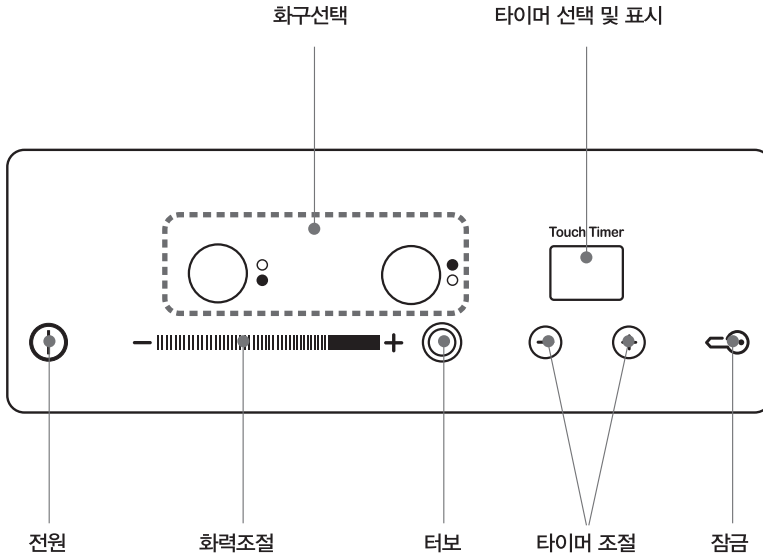 화구선택
타이머 선택 및 표시
Touch Timer
전원
화력조절
터보
타이머 조절
잠금